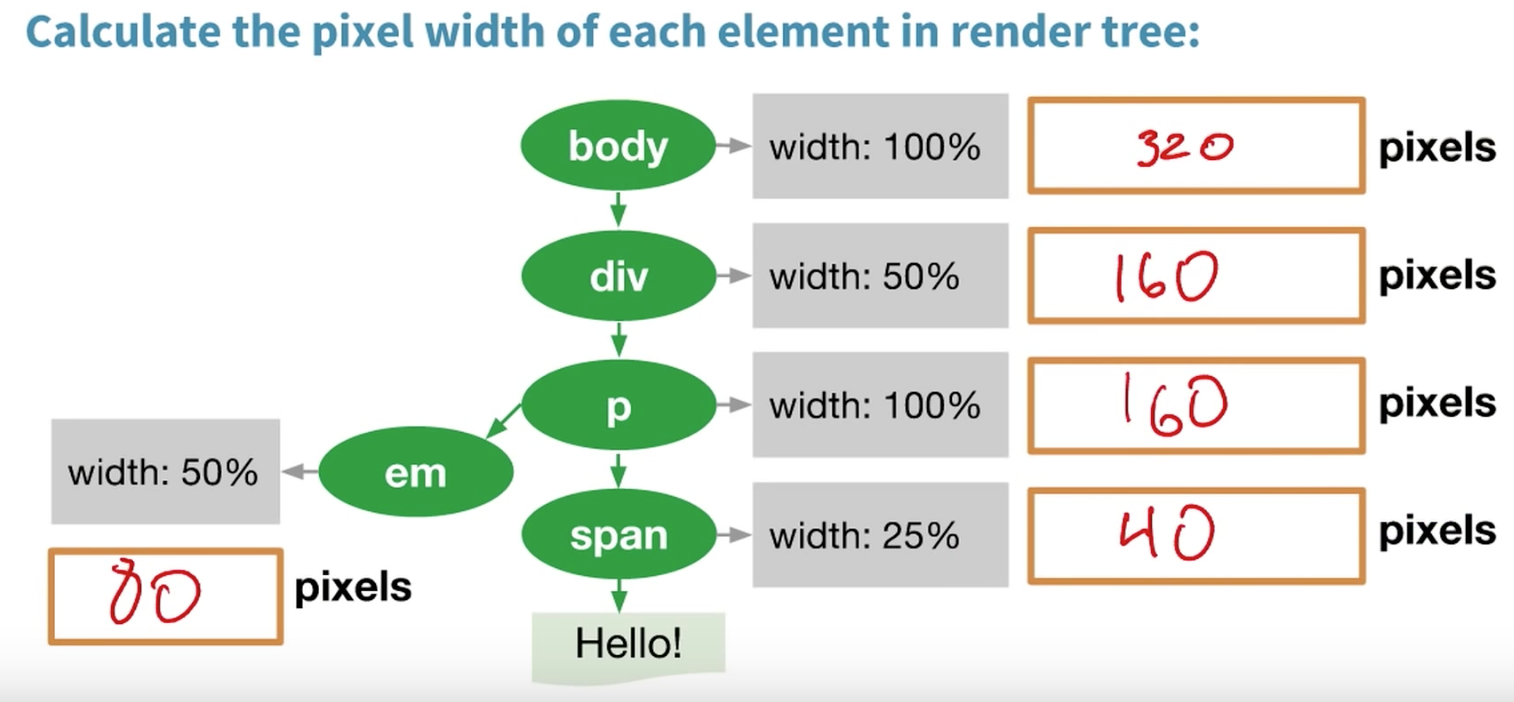 Calculate the pixel width of each element in render tree:
body width: 100% 320 pixels
div width: 50% 160 pixels
p width: 100% 160 pixels
width: 50% em
span width: 25% 40 pixels
80 pixels
Hello!